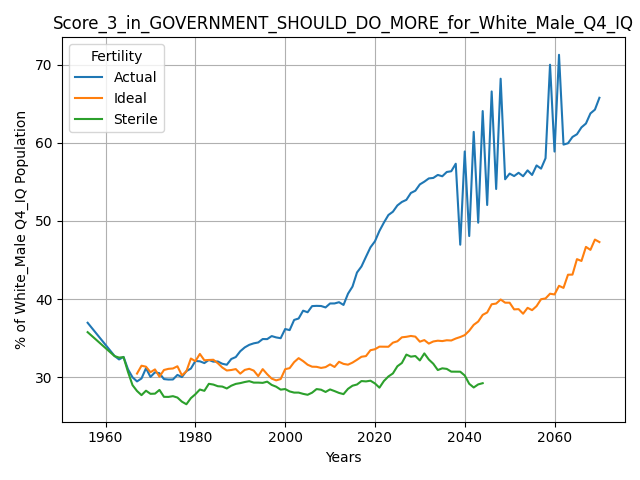 Score_3_in_GOVERNMENT_SHOULD_DO_MORE_for_White_Male_Q4_IQ
Fertility
Actual
Ideal
Sterile
% of White_Male Q4_IQ Population
70
60
50
40
30
1960
1980
2000
2020
2040
2060
Years